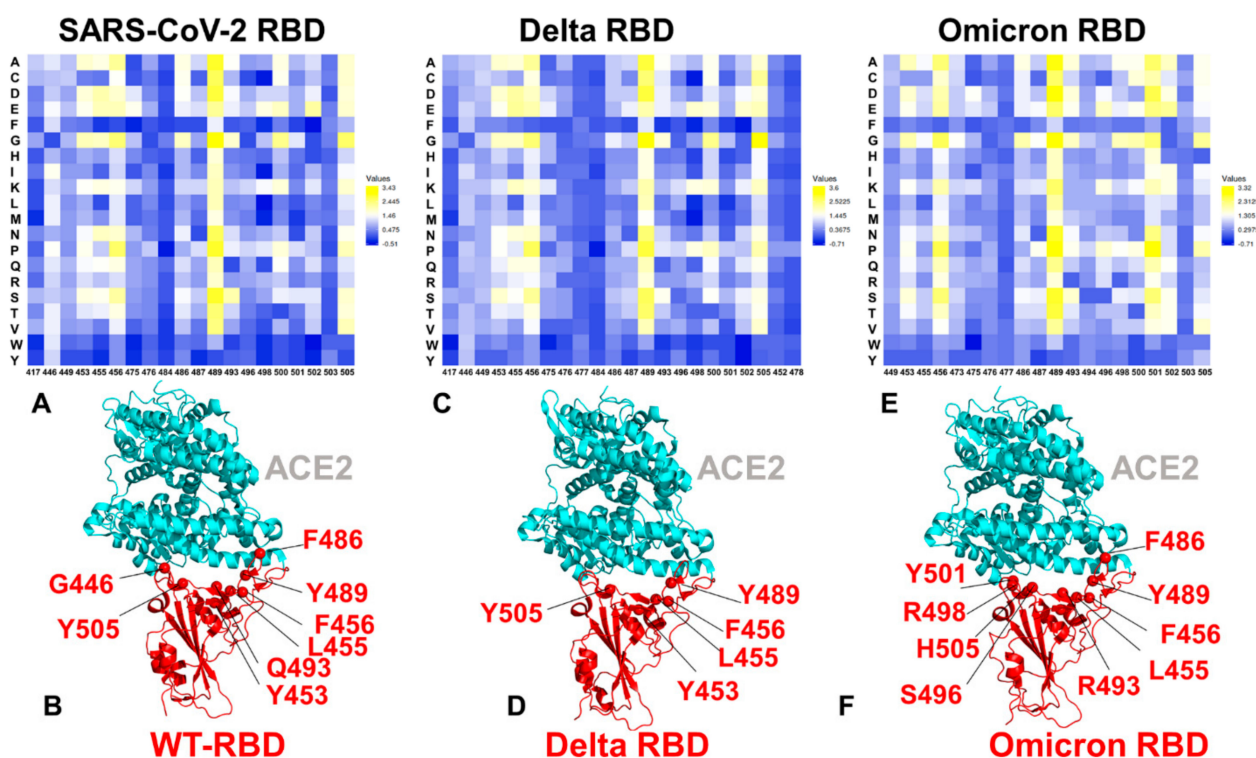 SARS-CoV-2 RBD Delta RBD Omicron RBD
A A A
C C C
D D D
E E E
F F F
G G G
H H H
I I I
K K K
L L L
M M M
N N N
P P P
Q Q Q
R R R
S S S
T T T
V V V
W W W
Y Y Y
Values Values Values
3.43 3.6 3.32
2.445 2.5225 2.3125
1.46 1.445 1.305
0.475 0.3675 0.2975
-0.51 -0.71 -0.71
417 446 449 453 455 456 475 476 484 486 487 489 493 496 498 500 501 502 503 505
417 446 449 453 455 456 475 476 477 484 486 487 489 493 496 498 500 501 502 505 452 478
449 453 455 456 473 475 476 477 486 487 489 493 494 496 498 500 501 502 503 505
A C E
ACE2 ACE2 ACE2
F486
G446
Y489
Y505
F456
L455
Q493
Y453
Y505
Y489
F456
L455
Y453
F486
Y501
Y489
R498
F456
H505
L455
S496
R493
B D F
WT-RBD Delta RBD Omicron RBD